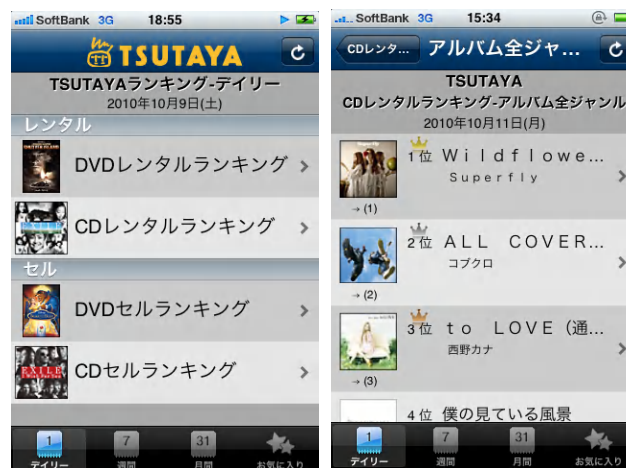 SoftBank 3G 18:55
TSUTAYA
TSUTAYAランキング-デイリー
2010年10月9日(土)
レンタル
DVDレンタルランキング
CDレンタルランキング
セル
DVDセルランキング
CDセルランキング
1 7 31
デイリー 週間 月間 お気に入り
SoftBank 3G 15:34
CDレンタ... アルバム全ジャ...
TSUTAYA
CDレンタルランキング-アルバム全ジャンル
2010年10月11日(月)
1位 Ｗｉｌｄｆｌｏｗｅ...
Ｓｕｐｅｒｆｌｙ
→ (1)
2位 ＡＬＬ　ＣＯＶＥＲ...
コブクロ
→ (2)
3位 ｔｏ　ＬＯＶＥ（通...
西野カナ
→ (3)
4位 僕の見ている風景
1 7 31
デイリー 週間 月間 お気に入り